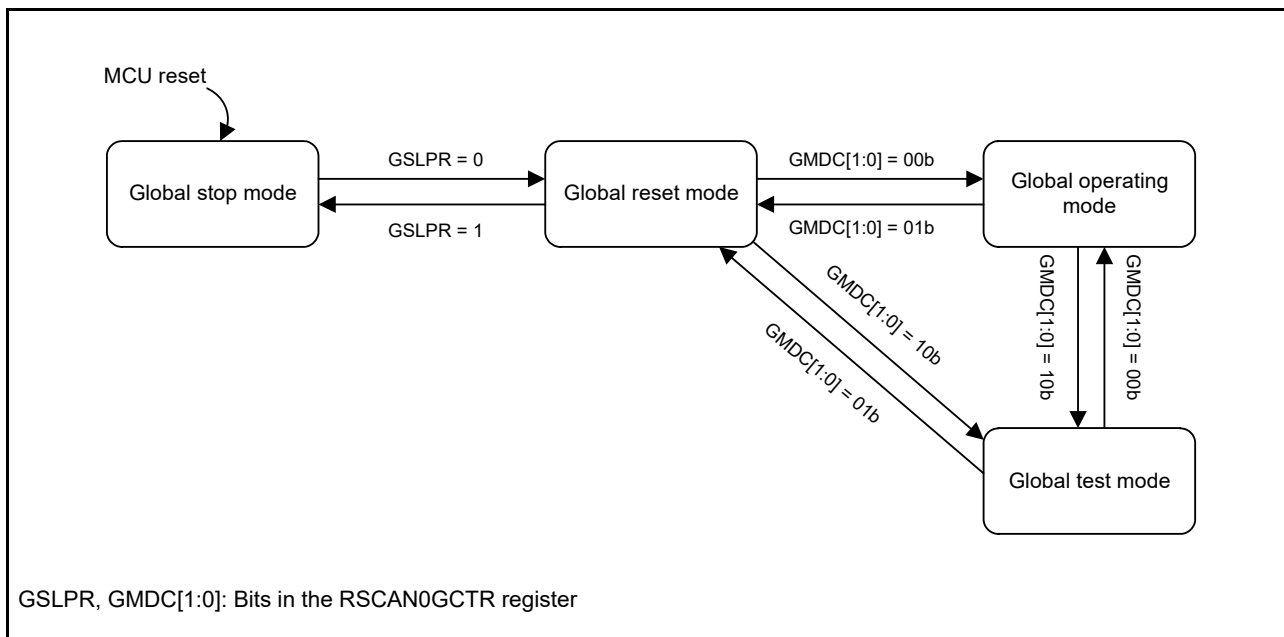 MCU reset
Global stop mode
GSLPR = 0
GSLPR = 1
Global reset mode
GMDC[1:0] = 00b
GMDC[1:0] = 01b
Global operating
mode
GMDC[1:0] = 10b
GMDC[1:0] = 01b
GMDC[1:0] = 10b
GMDC[1:0] = 00b
Global test mode
GSLPR, GMDC[1:0]: Bits in the RSCAN0GCTR register